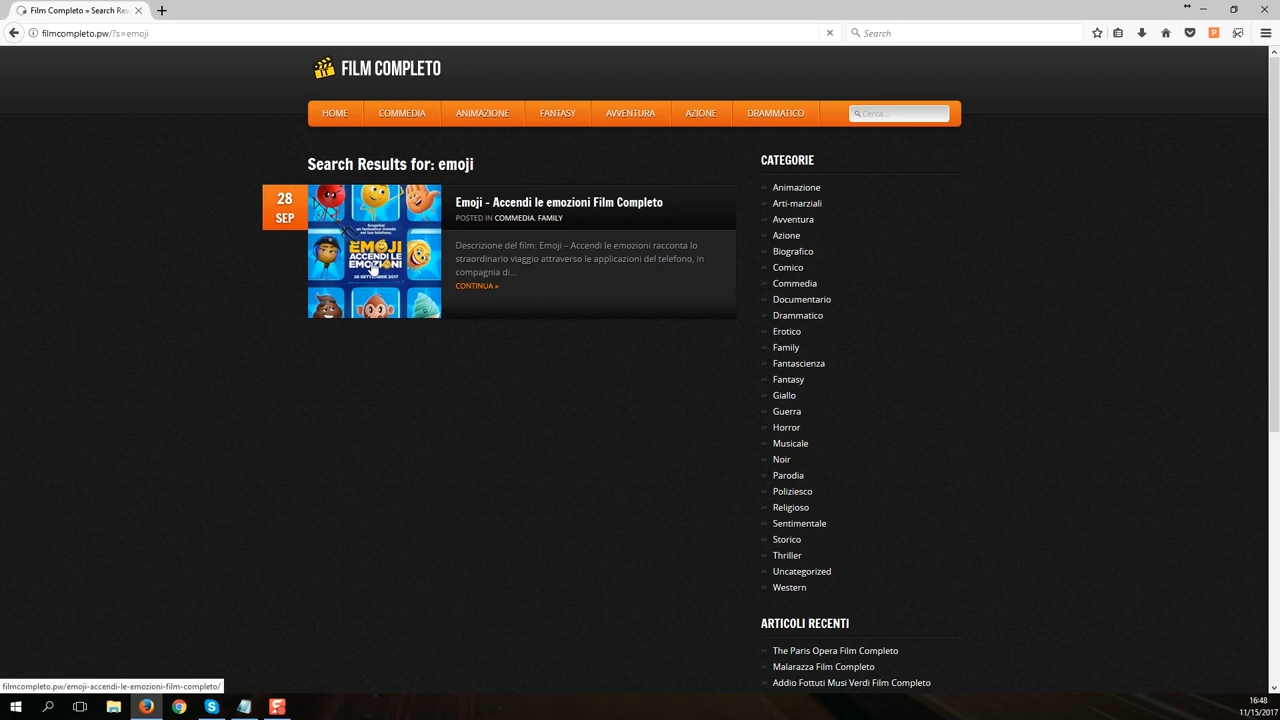 Film Completo » Search Res
filmcompleto.pw/?s=emoji
Search
FILM COMPLETO
HOME
COMMEDIA
ANIMAZIONE
FANTASY
AVVENTURA
AZIONE
DRAMMATICO
Cerca...
Search Results for: emoji
28
SEP
EMOJI
ACCENDI LE
EMOZIONI
28 SETTEMBRE 2017
Emoji – Accendi le emozioni Film Completo
POSTED IN COMMEDIA, FAMILY
Descrizione del film: Emoji – Accendi le emozioni racconta lo
straordinario viaggio attraverso le applicazioni del telefono, in
compagnia di...
CONTINUA »
CATEGORIE
Animazione
Arti-marziali
Avventura
Azione
Biografico
Comico
Commedia
Documentario
Drammatico
Erotico
Family
Fantascienza
Fantasy
Giallo
Guerra
Horror
Musicale
Noir
Parodia
Poliziesco
Religioso
Sentimentale
Storico
Thriller
Uncategorized
Western
ARTICOLI RECENTI
The Paris Opera Film Completo
Malarazza Film Completo
Addio Fottuti Musi Verdi Film Completo
filmcompleto.pw/emoji-accendi-le-emozioni-film-completo/
16:48
11/15/2017